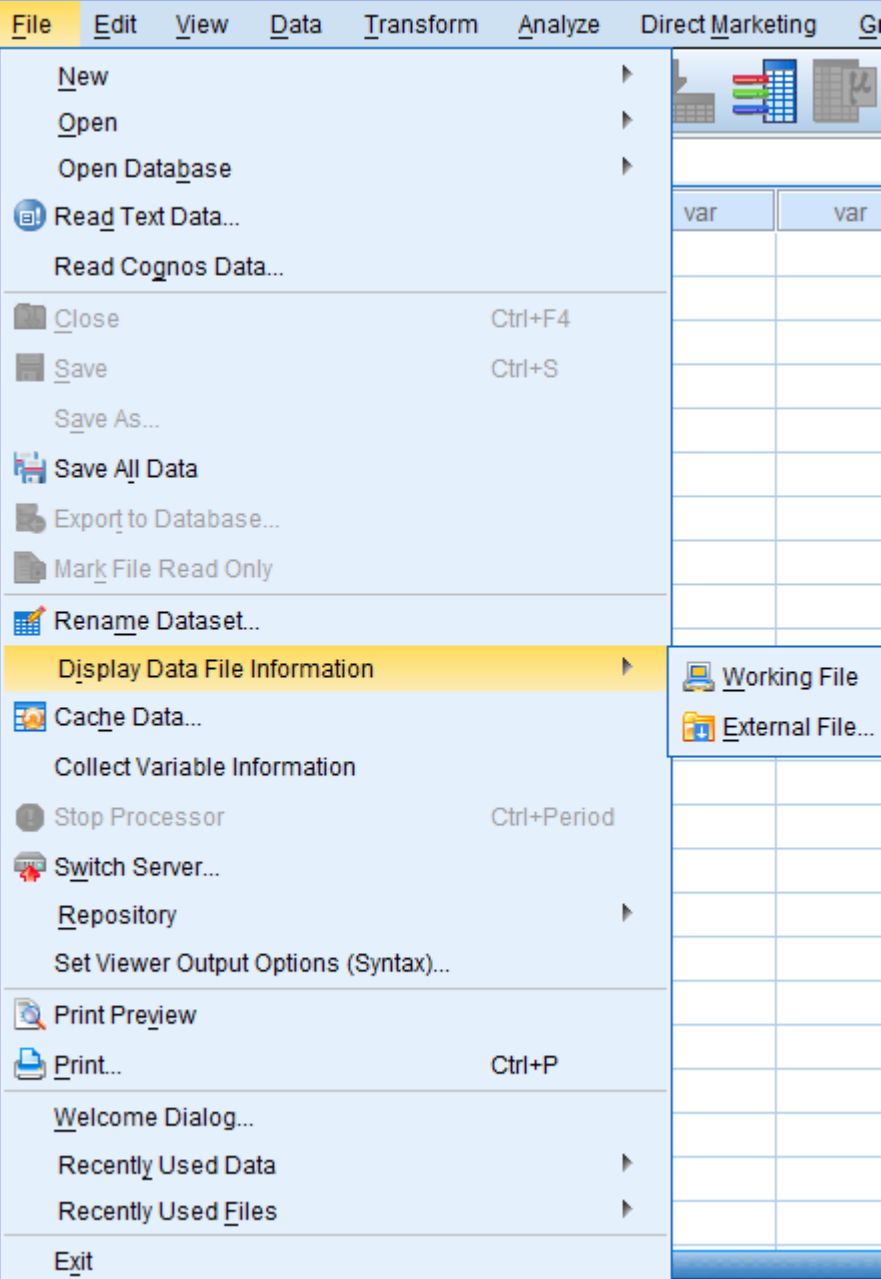 File Edit View Data Transform Analyze Direct Marketing
New
Open
Open Database
Read Text Data...
var var
Read Cognos Data...
Close Ctrl+F4
Save Ctrl+S
Save As...
Save All Data
Export to Database...
Mark File Read Only
Rename Dataset...
Display Data File Information
Working File
Cache Data...
External File...
Collect Variable Information
Stop Processor Ctrl+Period
Switch Server...
Repository
Set Viewer Output Options (Syntax)...
Print Preview
Print... Ctrl+P
Welcome Dialog...
Recently Used Data
Recently Used Files
Exit